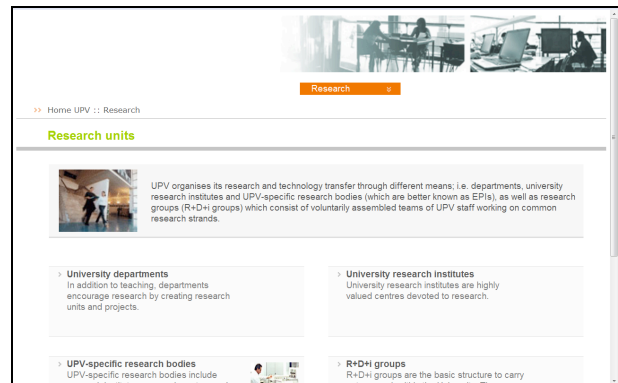 Research
>> Home UPV :: Research
Research units
UPV organises its research and technology transfer through different means; i.e. departments, university
research institutes and UPV-specific research bodies (which are better known as EPIs), as well as research
groups (R+D+i groups) which consist of voluntarily assembled teams of UPV staff working on common
research strands.
University departments
In addition to teaching, departments
encourage research by creating research
units and projects.
University research institutes
University research institutes are highly
valued centres devoted to research.
UPV-specific research bodies
UPV-specific research bodies include
R+D+i groups
R+D+i groups are the basic structure to carry